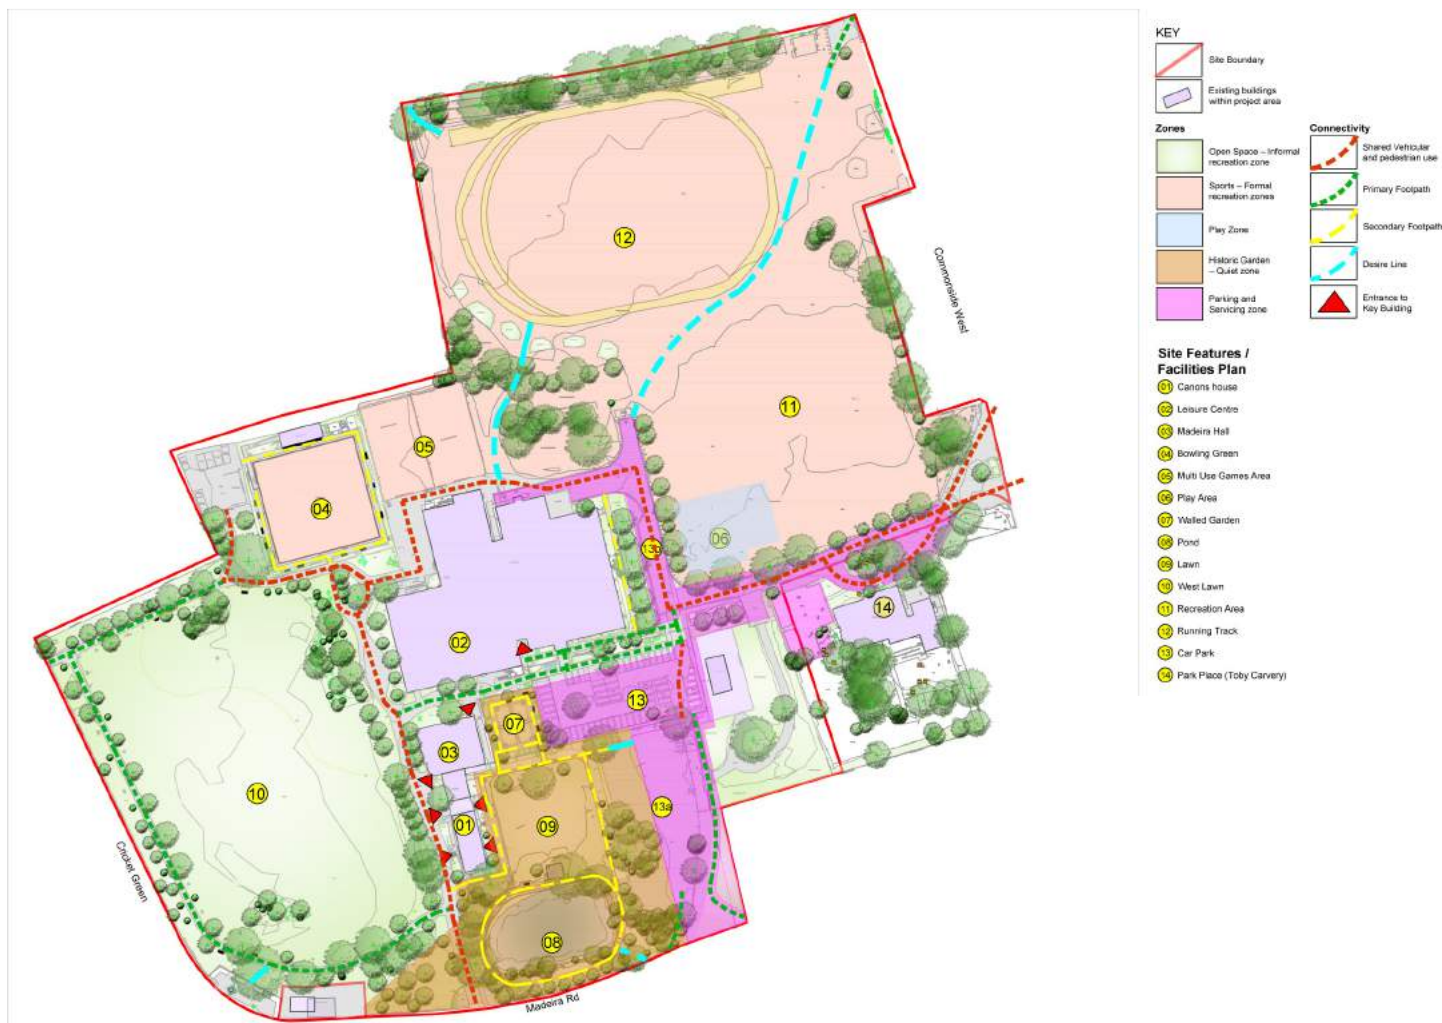 KEY
Site Boundary
Existing buildings
within project area
Zones
Open Space – Informal
recreation zone
Sports – Formal
recreation zones
Play Zone
Historic Garden
– Quiet zone
Parking and
Servicing zone
Connectivity
Shared Vehicular
and pedestrian use
Primary Footpath
Secondary Footpath
Desire Line
Entrance to
Key Building
Site Features /
Facilities Plan
01 Canons house
02 Leisure Centre
03 Madeira Hall
04 Bowling Green
05 Multi Use Games Area
06 Play Area
07 Walled Garden
08 Pond
09 Lawn
10 West Lawn
11 Recreation Area
12 Running Track
13 Car Park
14 Park Place (Toby Carvery)
12
Commonside West
11
05
04
06
13b
14
02
13
07
03
10
13a
01
09
Cricket Green
08
Madeira Rd